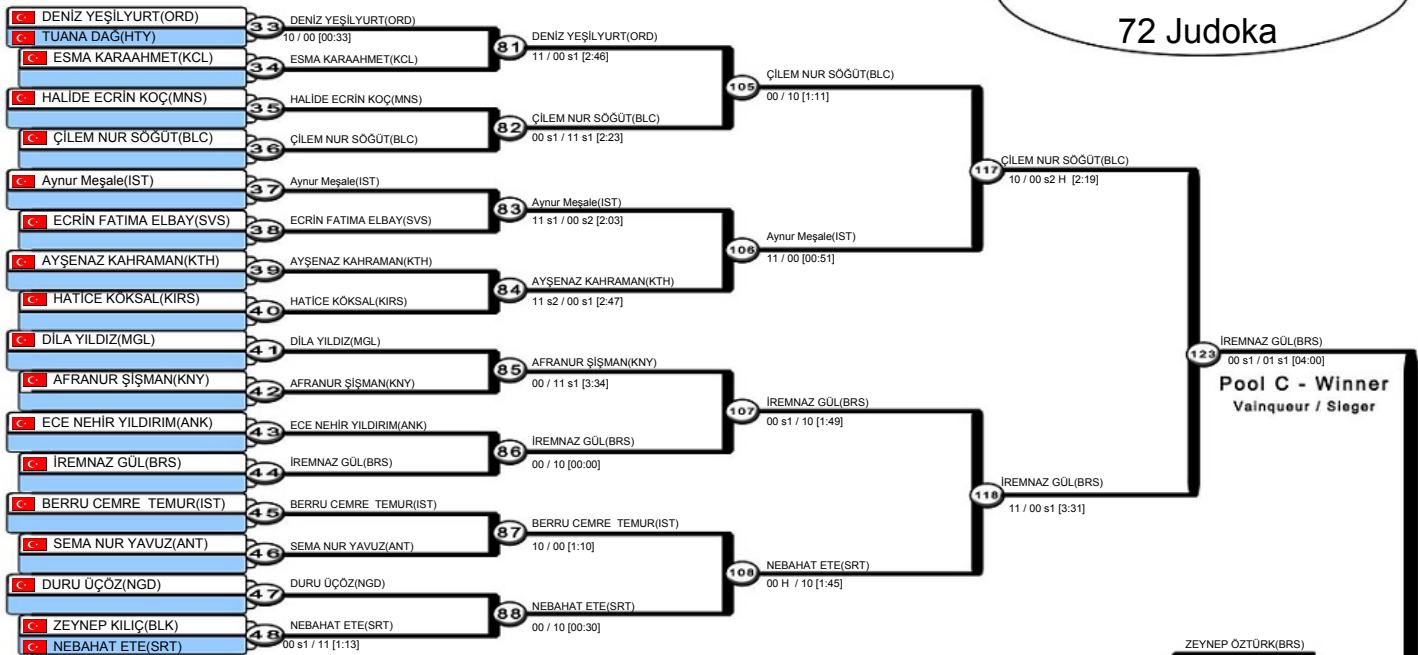 72 Judoka
DENİZ YEŞİLYURT(ORD)
TUANA DAĞ(HTY)
ESMA KARAAHMET(KCL)
HALİDE ECRİN KOÇ(MNS)
ÇİLEM NUR SÖĞÜT(BLC)
Aynur Meşale(IST)
ECRİN FATIMA ELBAY(SVS)
AYŞENAZ KAHRAMAN(KTH)
HATİCE KÖKSAL(KIRS)
DİLA YILDIZ(MGL)
AFRANUR ŞİŞMAN(KNY)
ECE NEHİR YILDIRIM(ANK)
İREMNAZ GÜL(BRS)
BERRU CEMRE  TEMUR(IST)
SEMA NUR YAVUZ(ANT)
DURU ÜÇÖZ(NGD)
ZEYNEP KILIÇ(BLK)
NEBAHAT ETE(SRT)
33
34
35
36
37
38
39
40
41
42
43
44
45
46
47
48
DENİZ YEŞİLYURT(ORD)
10 / 00 [00:33]
ESMA KARAAHMET(KCL)
HALİDE ECRİN KOÇ(MNS)
ÇİLEM NUR SÖĞÜT(BLC)
Aynur Meşale(IST)
ECRİN FATIMA ELBAY(SVS)
AYŞENAZ KAHRAMAN(KTH)
HATİCE KÖKSAL(KIRS)
DİLA YILDIZ(MGL)
AFRANUR ŞİŞMAN(KNY)
ECE NEHİR YILDIRIM(ANK)
İREMNAZ GÜL(BRS)
BERRU CEMRE  TEMUR(IST)
SEMA NUR YAVUZ(ANT)
DURU ÜÇÖZ(NGD)
NEBAHAT ETE(SRT)
00 s1 / 11 [1:13]
81
82
83
84
85
86
87
88
DENİZ YEŞİLYURT(ORD)
11 / 00 s1 [2:46]
ÇİLEM NUR SÖĞÜT(BLC)
00 s1 / 11 s1 [2:23]
Aynur Meşale(IST)
11 s1 / 00 s2 [2:03]
AYŞENAZ KAHRAMAN(KTH)
11 s2 / 00 s1 [2:47]
AFRANUR ŞİŞMAN(KNY)
00 / 11 s1 [3:34]
İREMNAZ GÜL(BRS)
00 / 10 [00:00]
BERRU CEMRE  TEMUR(IST)
10 / 00 [1:10]
NEBAHAT ETE(SRT)
00 / 10 [00:30]
105
106
107
108
ÇİLEM NUR SÖĞÜT(BLC)
00 / 10 [1:11]
Aynur Meşale(IST)
11 / 00 [00:51]
İREMNAZ GÜL(BRS)
00 s1 / 10 [1:49]
NEBAHAT ETE(SRT)
00 H  / 10 [1:45]
117
118
ÇİLEM NUR SÖĞÜT(BLC)
10 / 00 s2 H  [2:19]
İREMNAZ GÜL(BRS)
11 / 00 s1 [3:31]
123
İREMNAZ GÜL(BRS)
00 s1 / 01 s1 [04:00]
Pool C - Winner
Vainqueur / Sieger
ZEYNEP ÖZTÜRK(BRS)